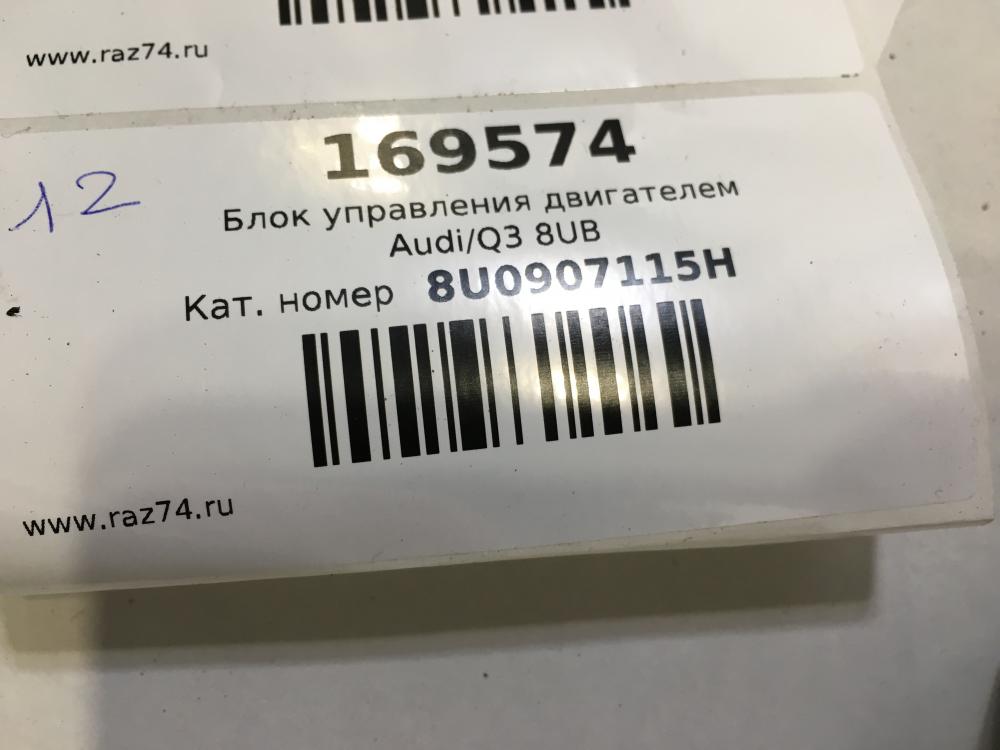 www.raz74.ru
169574
12
Блок управления двигателем
Audi/Q3 8UB
Кат. номер 8U0907115H
www.raz74.ru